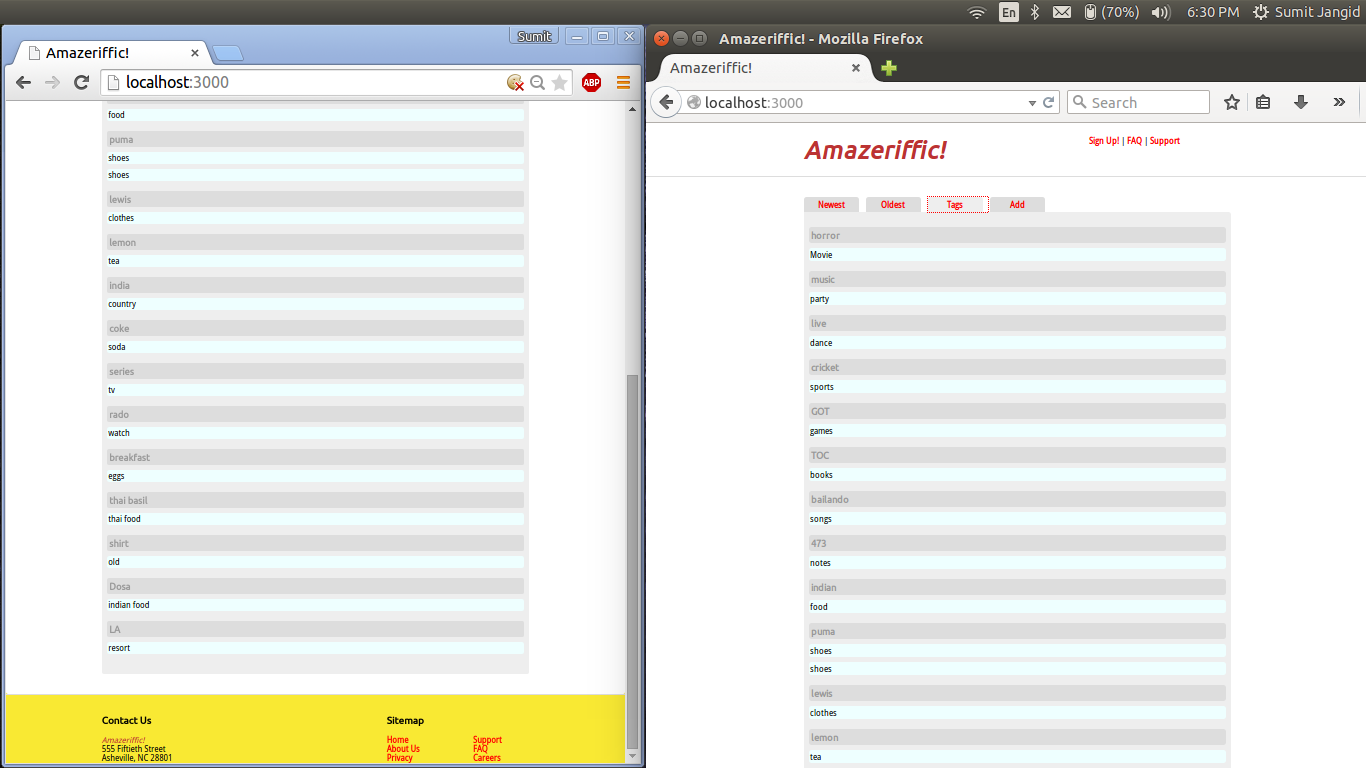 En (70%) 6:30 PM Sumit Jangid
Sumit
Amazeriffic!
localhost:3000
ABP
food
puma
shoes
shoes
lewis
clothes
lemon
tea
india
country
coke
soda
series
tv
rado
watch
breakfast
eggs
thai basil
thai food
shirt
old
Dosa
indian food
LA
resort
Contact Us
Amazeriffic!
555 Fiftieth Street
Asheville, NC 28801
Sitemap
Home Support
About Us FAQ
Privacy Careers
Amazeriffic! - Mozilla Firefox
Amazeriffic!
localhost:3000 Search
Amazeriffic!
Sign Up! | FAQ | Support
Newest Oldest Tags Add
horror
Movie
music
party
live
dance
cricket
sports
GOT
games
TOC
books
bailando
songs
473
notes
indian
food
puma
shoes
shoes
lewis
clothes
lemon
tea